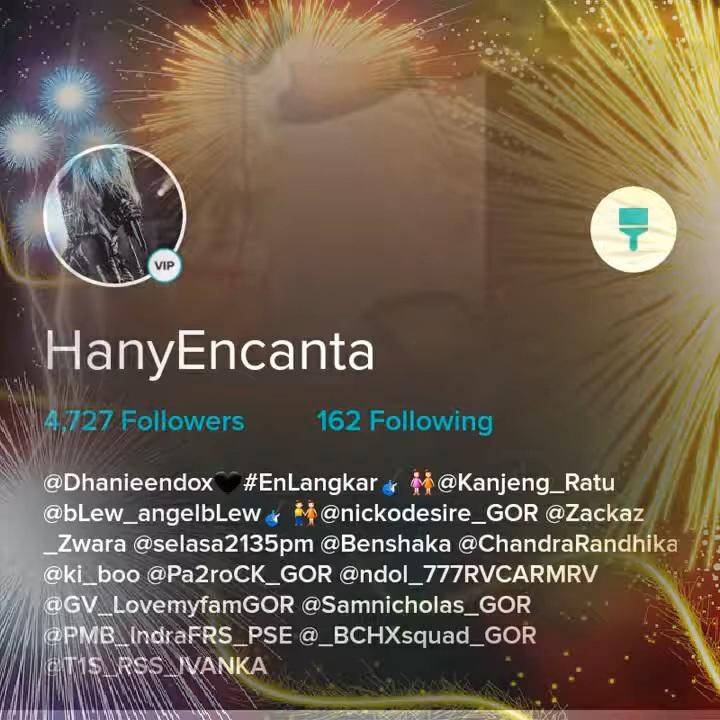 VIP
HanyEncanta
4,727 Followers 162 Following
@Dhanieendox🖤#EnLangkar🎸 👭@Kanjeng_Ratu
@bLew_angelbLew🎸 👫@nickodesire_GOR @Zackaz
_Zwara @selasa2135pm @Benshaka @ChandraRandhika
@ki_boo @Pa2roCK_GOR @ndol_777RVCARMRV
@GV_LovemyfamGOR @Samnicholas_GOR
@PMB_IndraFRS_PSE @_BCHXsquad_GOR
@T1S_RSS_IVANKA